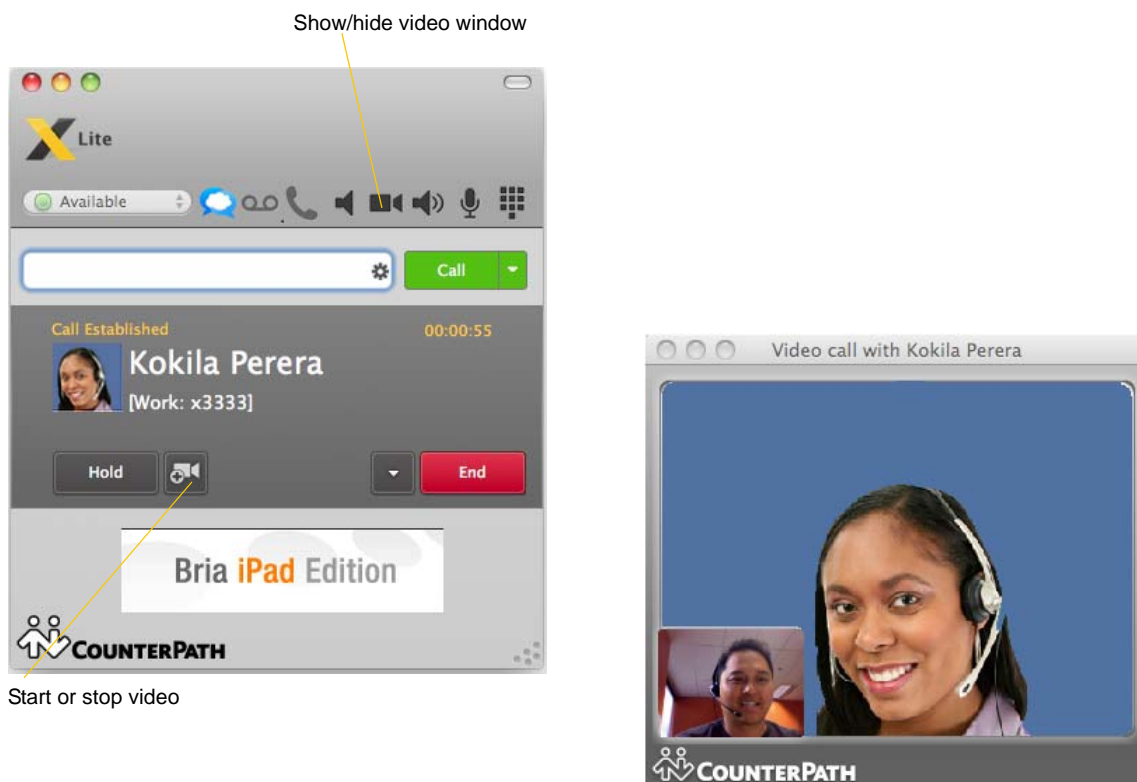 Show/hide video window
X Lite
Available
Call
Call Established 00:00:55
Kokila Perera
[Work: x3333]
Hold
End
Bria iPad Edition
COUNTERPATH
Start or stop video
Video call with Kokila Perera
COUNTERPATH